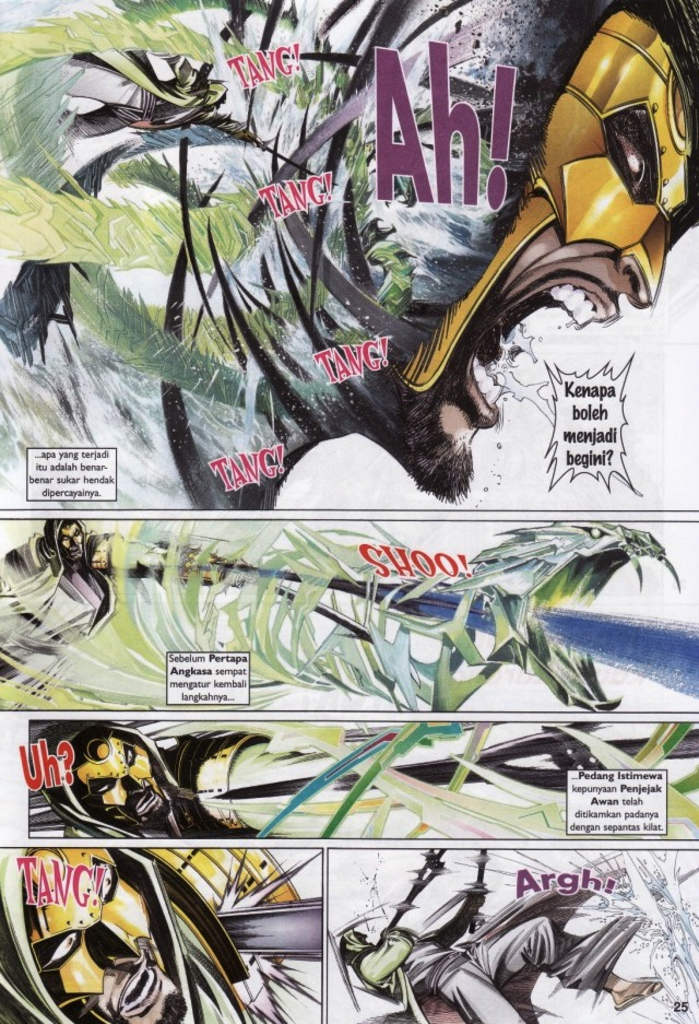 TANG!
Ah!
TANG!
TANG!
TANG!
Kenapa
boleh
menjadi
begini?
...apa yang terjadi
itu adalah benar-
benar sukar hendak
dipercayainya.
SHOO!
Sebelum Pertapa
Angkasa sempat
mengatur kembali
langkahnya...
Uh?
...Pedang Istimewa
kepunyaan Penjejak
Awan telah
ditikamkan padanya
dengan sepantas kilat.
TANG!
Argh!
25